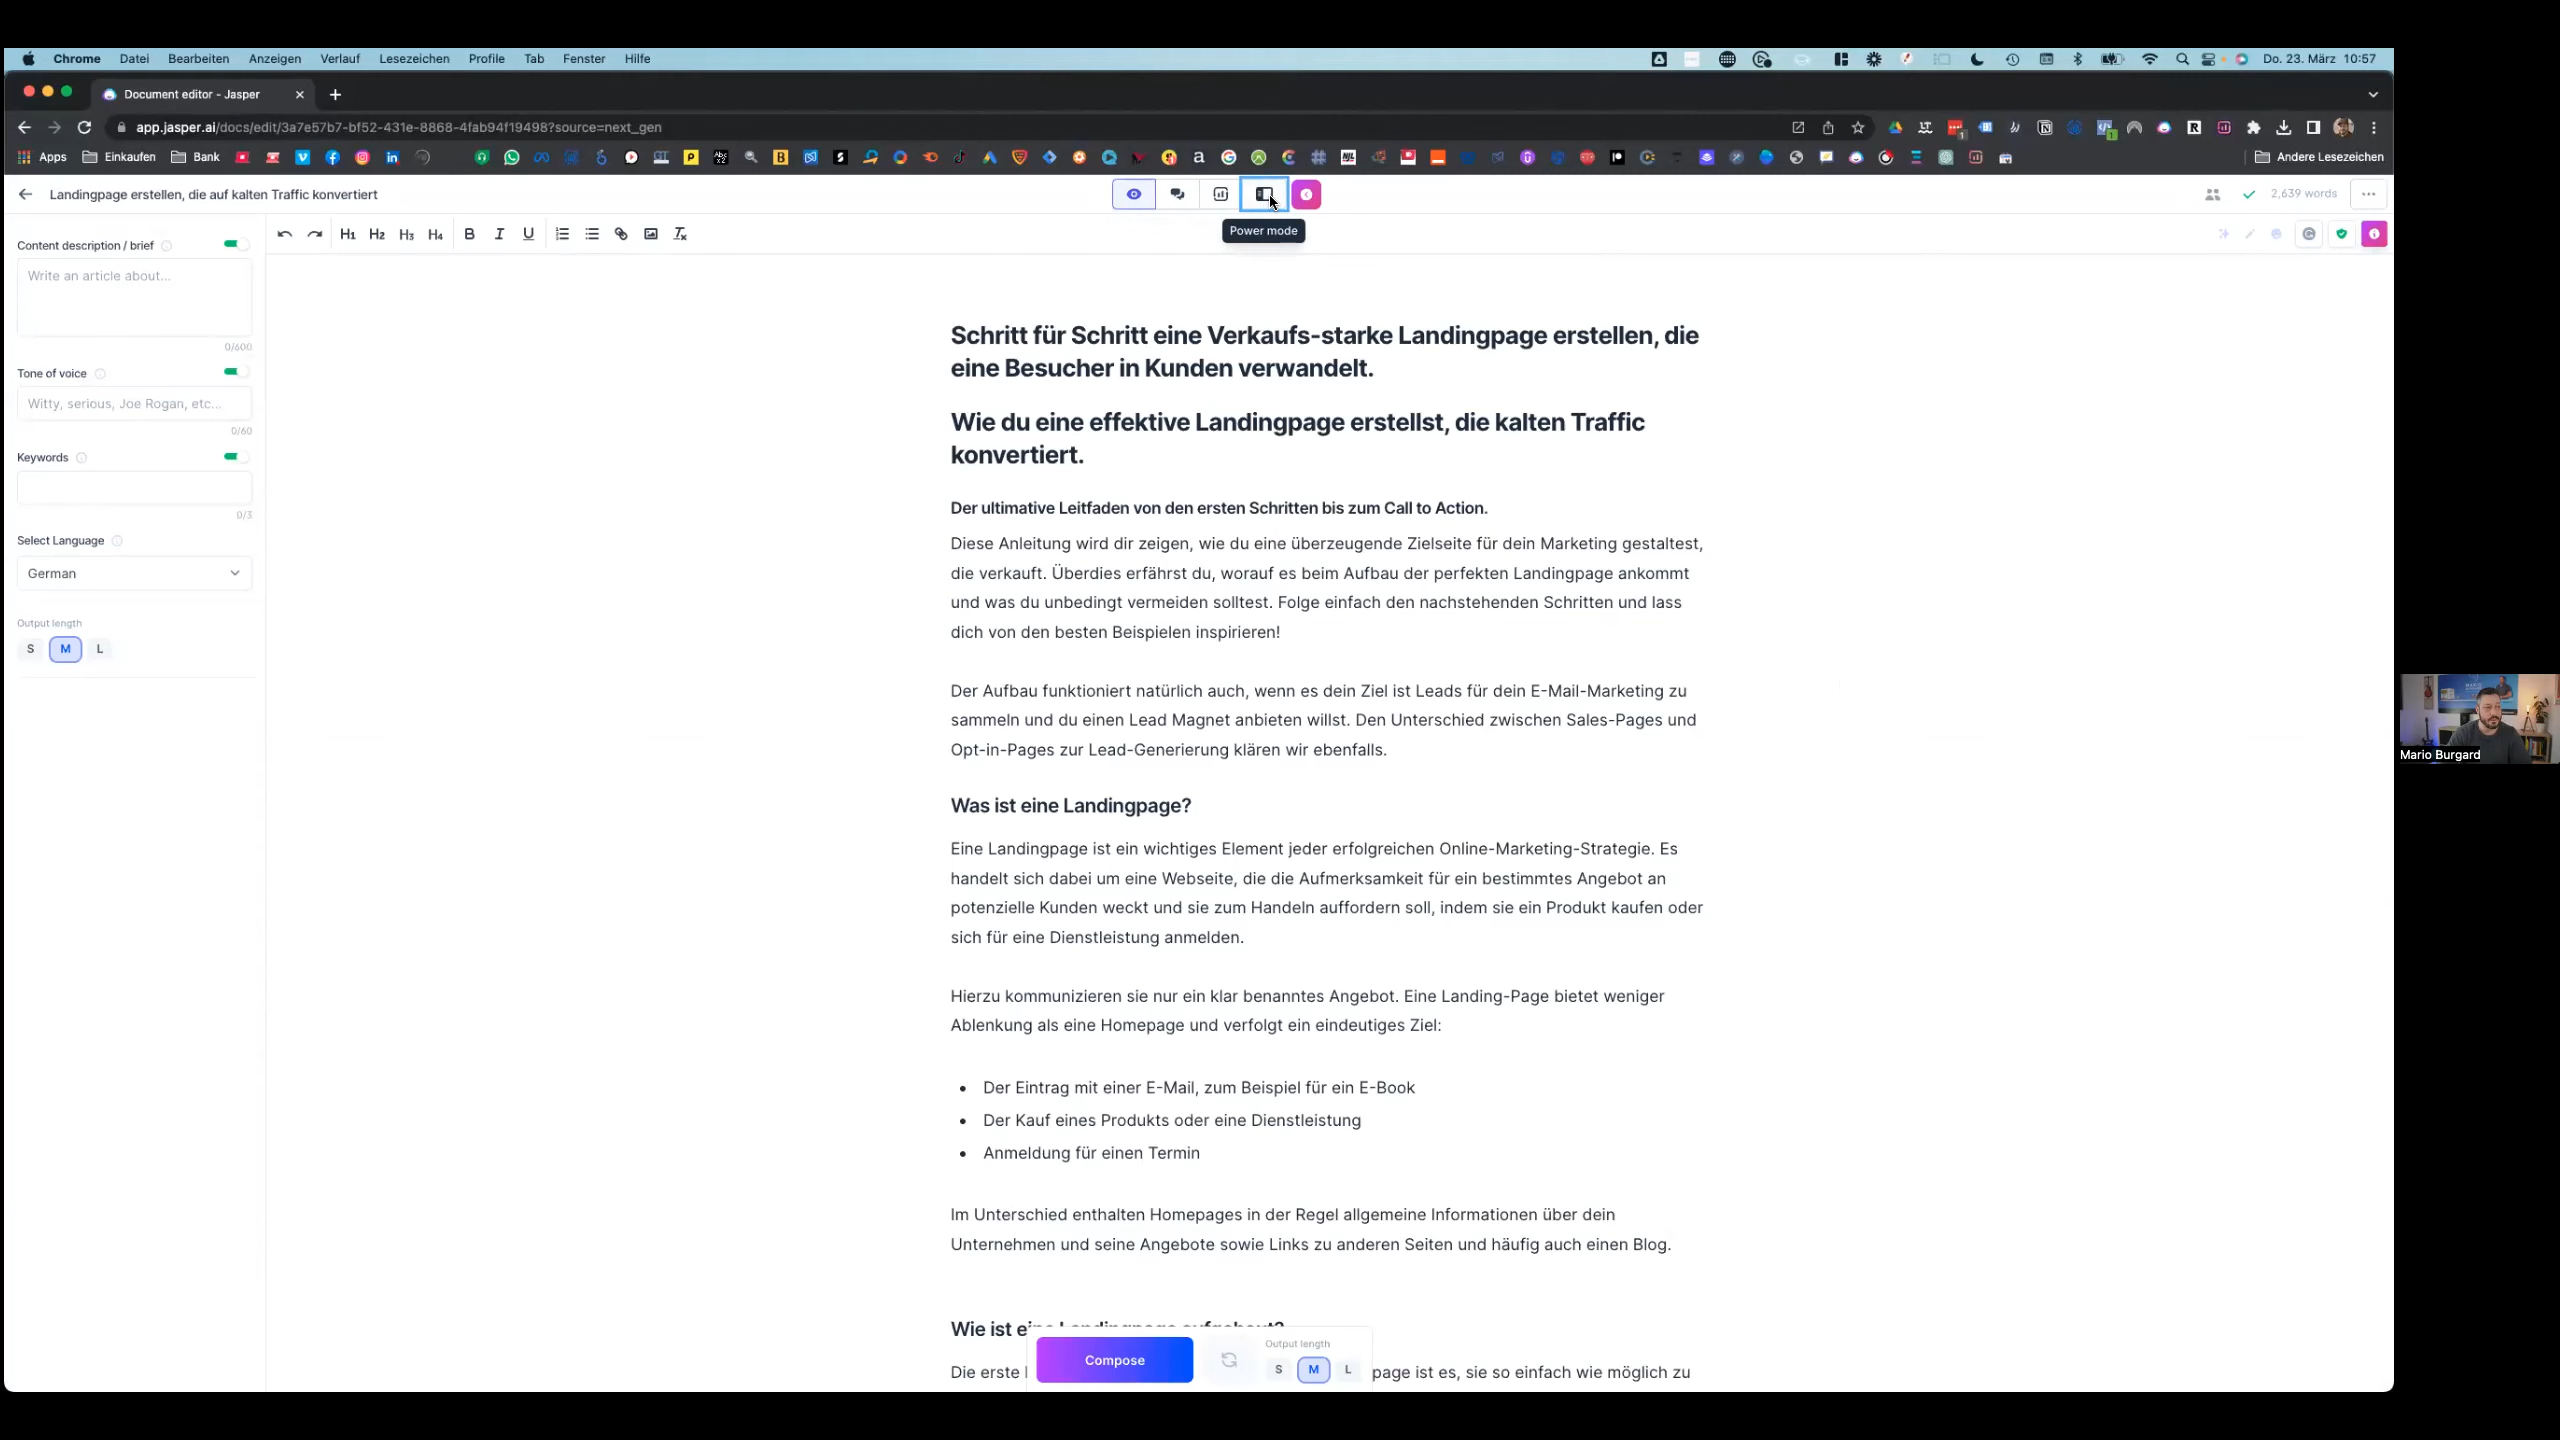 Chrome Datei Bearbeiten Anzeigen Verlauf Lesezeichen Profile Tab Fenster Hilfe Do. 23. März 10:57
Document editor - Jasper
app.jasper.ai/docs/edit/3a7e57b7-bf52-431e-8868-4fab94f19498?source=next_gen
Apps Einkaufen Bank Andere Lesezeichen
Landingpage erstellen, die auf kalten Traffic konvertiert 2,639 words
Power mode
H1 H2 H3 H4 B I U
Content description / brief
Write an article about...
0/600
Tone of voice
Witty, serious, Joe Rogan, etc...
0/60
Keywords
0/3
Select Language
German
Output length
S M L
Schritt für Schritt eine Verkaufs-starke Landingpage erstellen, die
eine Besucher in Kunden verwandelt.
Wie du eine effektive Landingpage erstellst, die kalten Traffic
konvertiert.
Der ultimative Leitfaden von den ersten Schritten bis zum Call to Action.
Diese Anleitung wird dir zeigen, wie du eine überzeugende Zielseite für dein Marketing gestaltest,
die verkauft. Überdies erfährst du, worauf es beim Aufbau der perfekten Landingpage ankommt
und was du unbedingt vermeiden solltest. Folge einfach den nachstehenden Schritten und lass
dich von den besten Beispielen inspirieren!
Der Aufbau funktioniert natürlich auch, wenn es dein Ziel ist Leads für dein E-Mail-Marketing zu
sammeln und du einen Lead Magnet anbieten willst. Den Unterschied zwischen Sales-Pages und
Opt-in-Pages zur Lead-Generierung klären wir ebenfalls.
Was ist eine Landingpage?
Eine Landingpage ist ein wichtiges Element jeder erfolgreichen Online-Marketing-Strategie. Es
handelt sich dabei um eine Webseite, die die Aufmerksamkeit für ein bestimmtes Angebot an
potenzielle Kunden weckt und sie zum Handeln auffordern soll, indem sie ein Produkt kaufen oder
sich für eine Dienstleistung anmelden.
Hierzu kommunizieren sie nur ein klar benanntes Angebot. Eine Landing-Page bietet weniger
Ablenkung als eine Homepage und verfolgt ein eindeutiges Ziel:
• Der Eintrag mit einer E-Mail, zum Beispiel für ein E-Book
• Der Kauf eines Produkts oder eine Dienstleistung
• Anmeldung für einen Termin
Im Unterschied enthalten Homepages in der Regel allgemeine Informationen über dein
Unternehmen und seine Angebote sowie Links zu anderen Seiten und häufig auch einen Blog.
Wie ist eine Landingpage aufgebaut?
Die erste page ist es, sie so einfach wie möglich zu
Compose
Output length
S M L
Mario Burgard